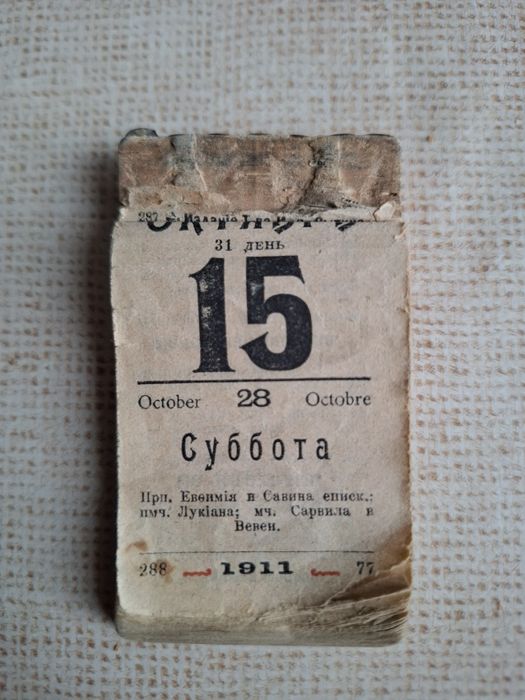 287
31 ДЕНЬ
15
October 28 Octobre
Суббота
Прп. Евѳимія и Савина еписк.;
пмч. Лукіана; мч. Сарвила и
Вевеи.
288 1911 77